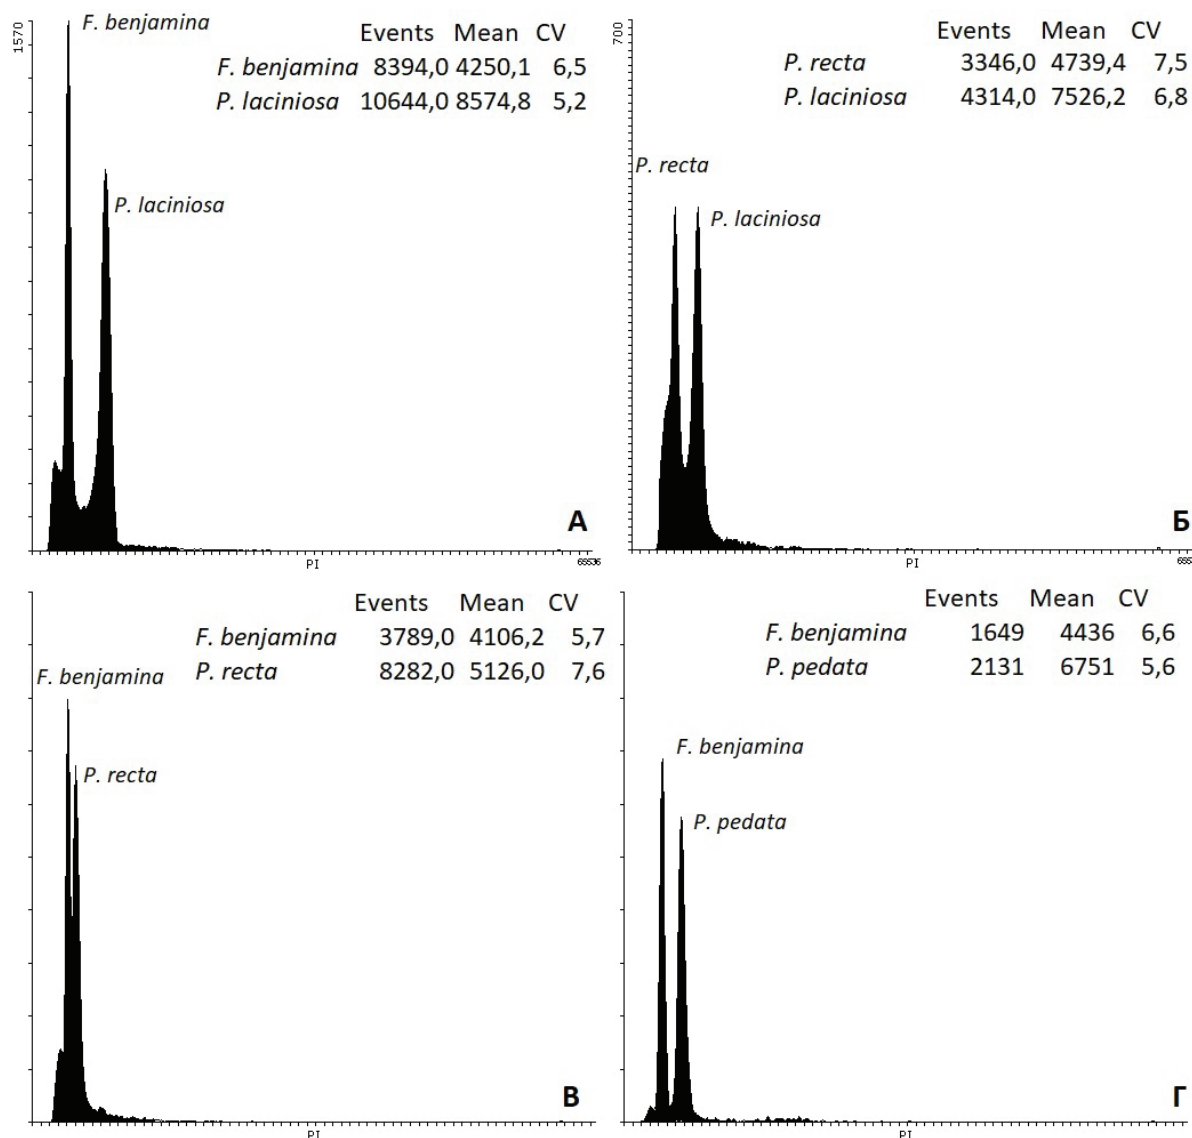 1570
F. benjamina
Events Mean CV
F. benjamina 8394,0 4250,1 6,5
P. laciniosa 10644,0 8574,8 5,2
P. laciniosa
А
PI
65536
700
Events Mean CV
P. recta 3346,0 4739,4 7,5
P. laciniosa 4314,0 7526,2 6,8
P. recta
P. laciniosa
Б
PI
655
Events Mean CV
F. benjamina 3789,0 4106,2 5,7
P. recta 8282,0 5126,0 7,6
F. benjamina
P. recta
В
PI
Events Mean CV
F. benjamina 1649 4436 6,6
P. pedata 2131 6751 5,6
F. benjamina
P. pedata
Г
PI